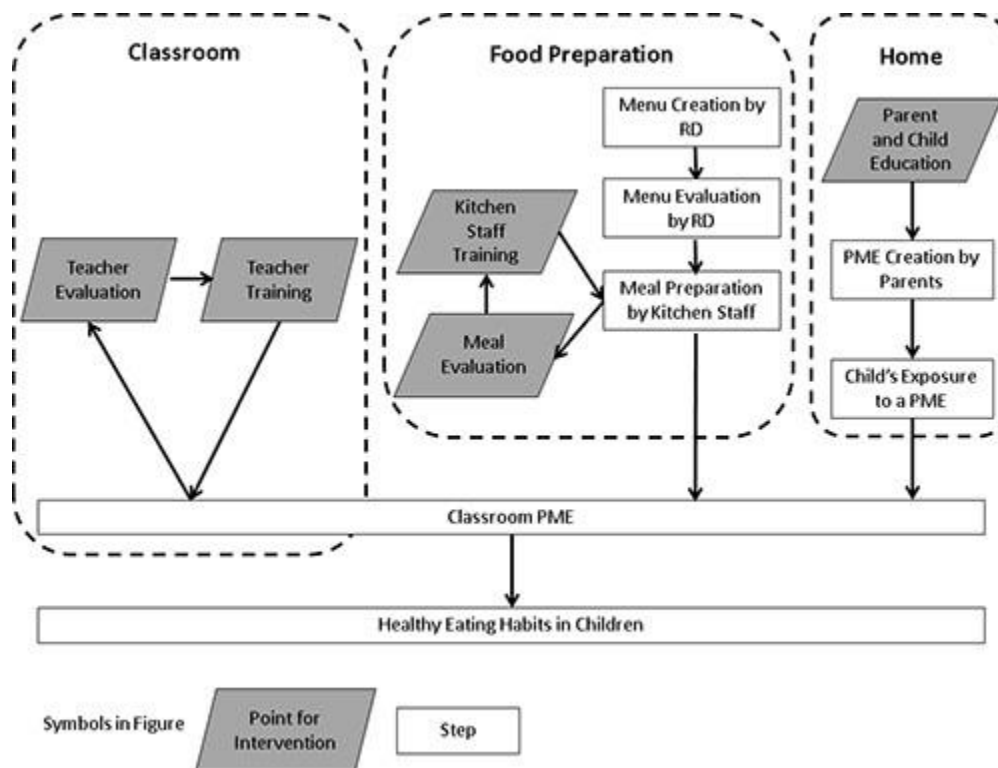 Classroom
Food Preparation
Home
Menu Creation by
RD
Parent
and Child
Education
Menu Evaluation
by RD
Kitchen
Staff
Training
Teacher
Evaluation
Teacher
Training
PME Creation by
Parents
Meal Preparation
by Kitchen Staff
Meal
Evaluation
Child's Exposure
to a PME
Classroom PME
Healthy Eating Habits in Children
Symbols in Figure
Point for
Intervention
Step